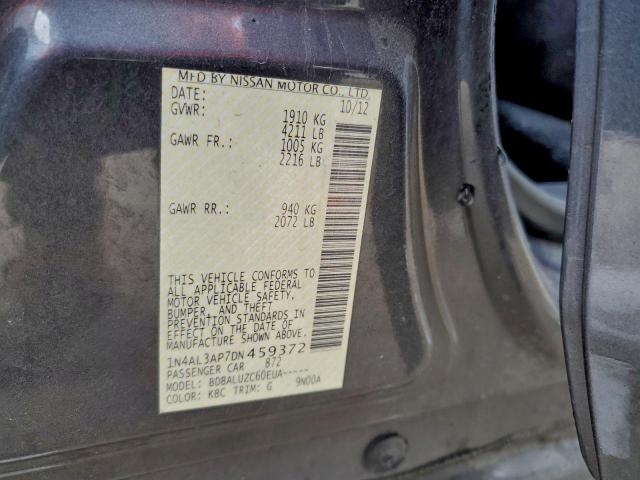 MFD BY NISSAN MOTOR CO., LTD.
DATE: 10/12
GVWR: 1910 KG
4211 LB
GAWR FR.: 1005 KG
2216 LB
GAWR RR.: 940 KG
2072 LB
THIS VEHICLE CONFORMS TO
ALL APPLICABLE FEDERAL
MOTOR VEHICLE SAFETY,
BUMPER, AND THEFT
PREVENTION STANDARDS IN
EFFECT ON THE DATE OF
MANUFACTURE SHOWN ABOVE.
1N4AL3AP7DN459372
PASSENGER CAR 872
MODEL: BDBALUZC60EUA-----
COLOR: KBC TRIM: G 9N00A